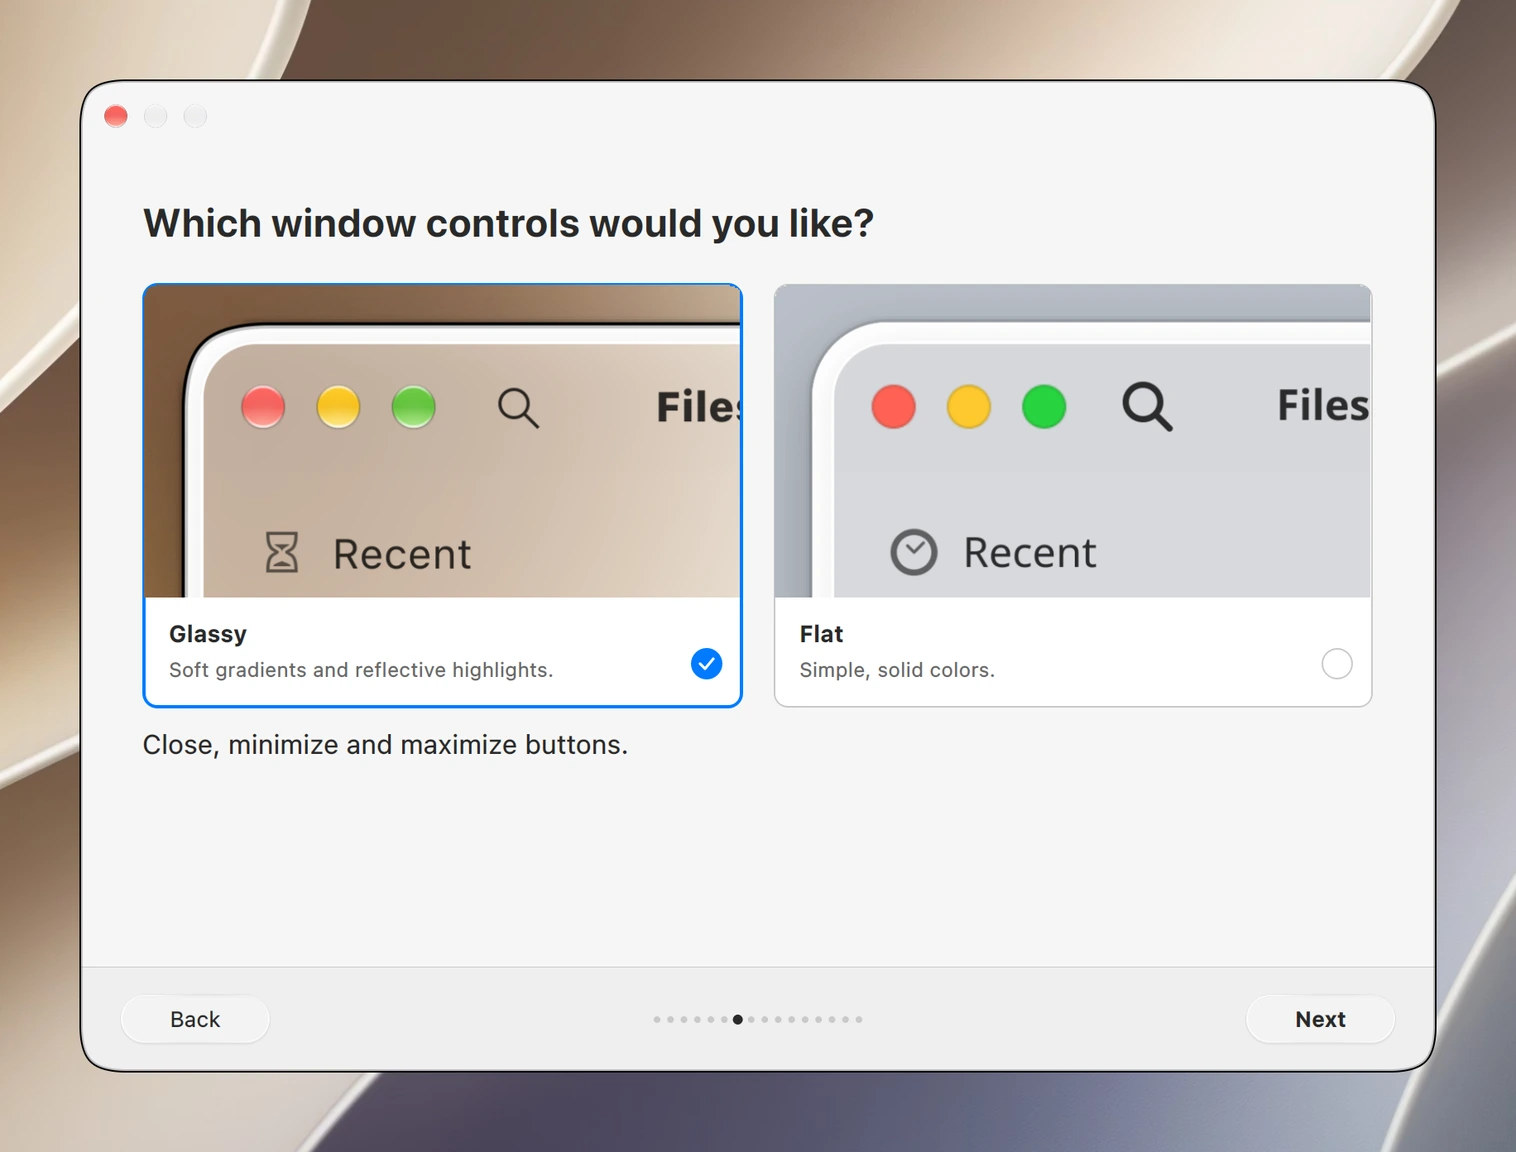 Which window controls would you like?
Files
Recent
Files
Recent
Glassy
Soft gradients and reflective highlights.
Flat
Simple, solid colors.
Close, minimize and maximize buttons.
Back
Next